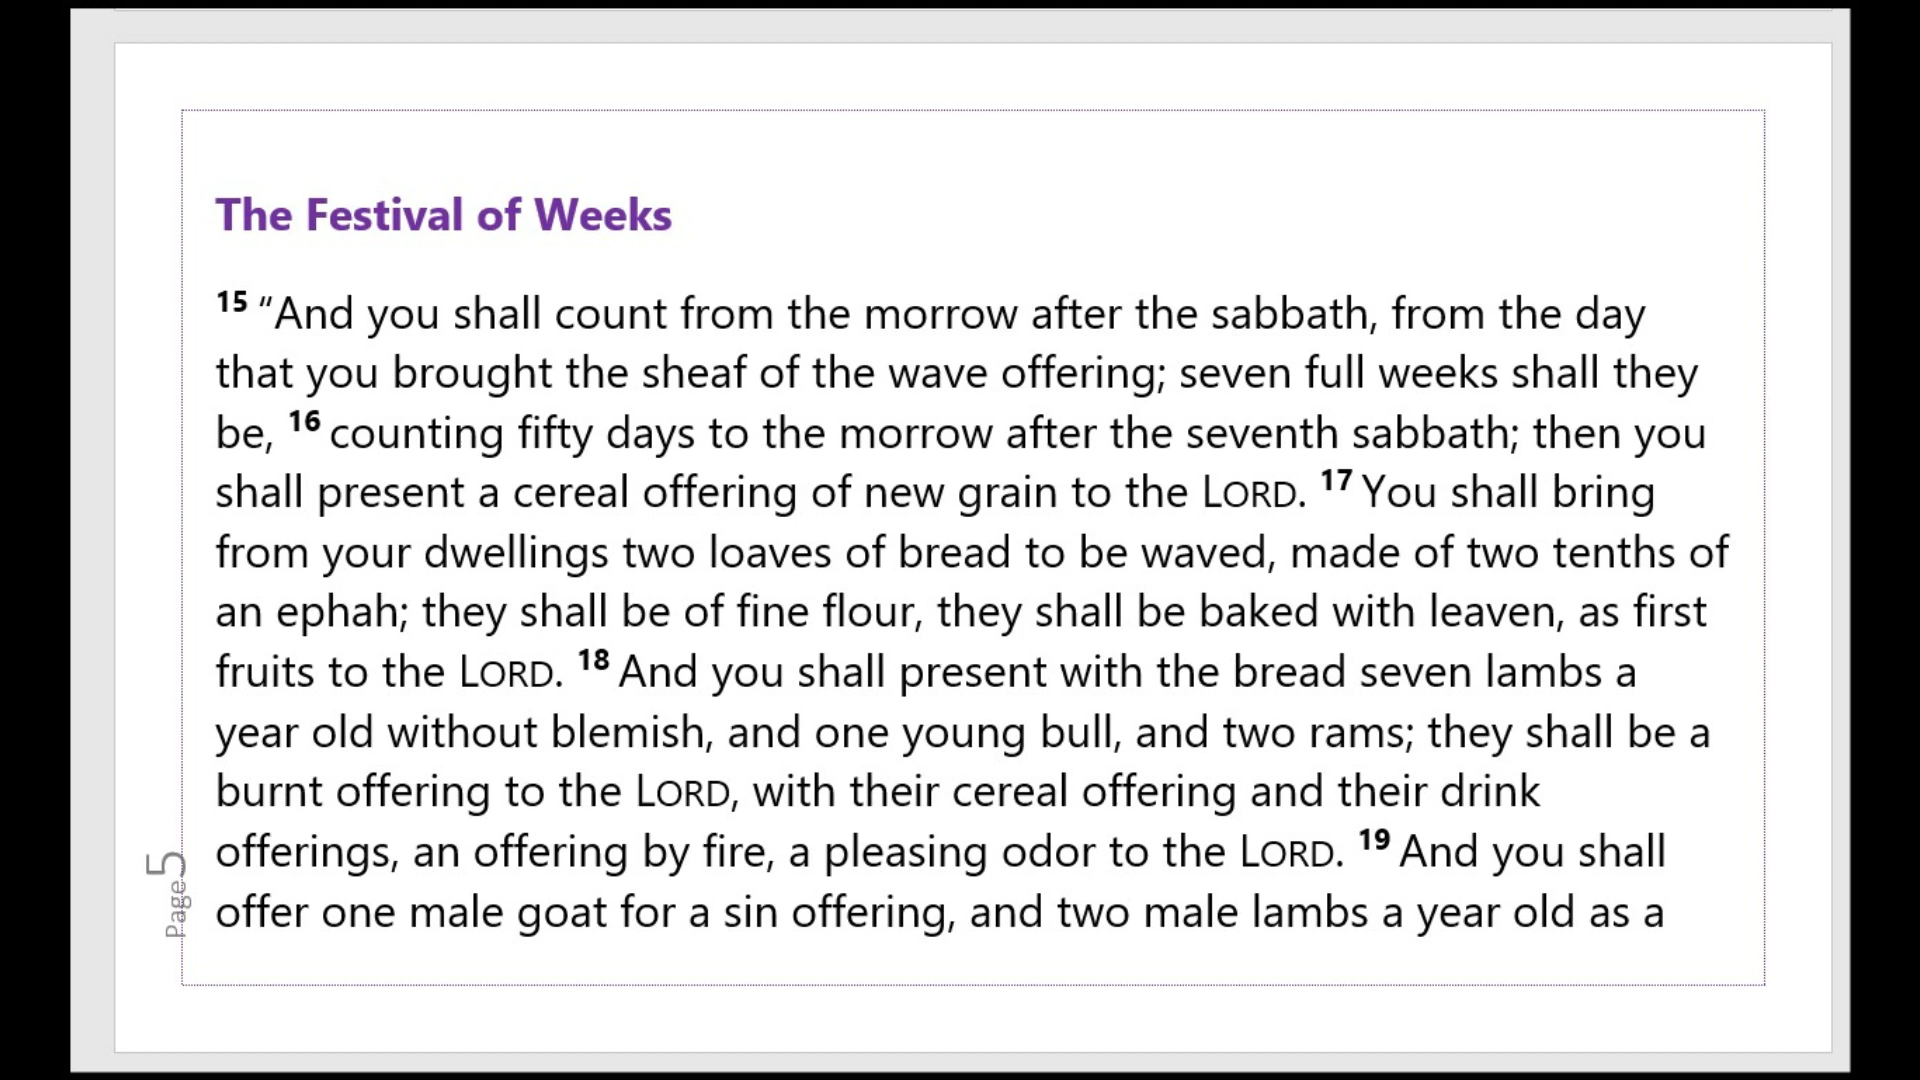 The Festival of Weeks
15 “And you shall count from the morrow after the sabbath, from the day
that you brought the sheaf of the wave offering; seven full weeks shall they
be, 16 counting fifty days to the morrow after the seventh sabbath; then you
shall present a cereal offering of new grain to the LORD. 17 You shall bring
from your dwellings two loaves of bread to be waved, made of two tenths of
an ephah; they shall be of fine flour, they shall be baked with leaven, as first
fruits to the LORD. 18 And you shall present with the bread seven lambs a
year old without blemish, and one young bull, and two rams; they shall be a
burnt offering to the LORD, with their cereal offering and their drink
offerings, an offering by fire, a pleasing odor to the LORD. 19 And you shall
offer one male goat for a sin offering, and two male lambs a year old as a
Page 5